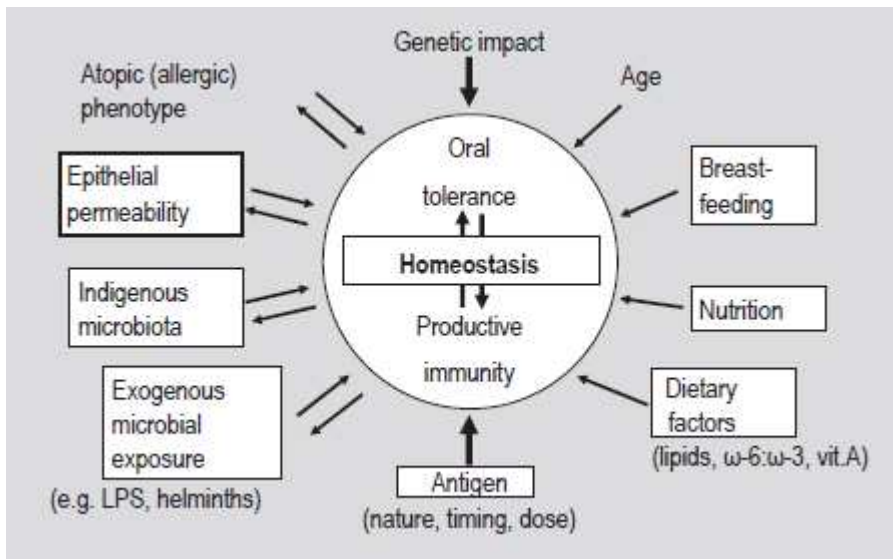 Genetic impact
Atopic (allergic)
phenotype
Age
Oral
tolerance
Epithelial
permeability
Breast-
feeding
Homeostasis
Indigenous
microbiota
Nutrition
Productive
immunity
Exogenous
microbial
exposure
Dietary
factors
(lipids, ω-6:ω-3, vit.A)
(e.g. LPS, helminths)
Antigen
(nature, timing, dose)